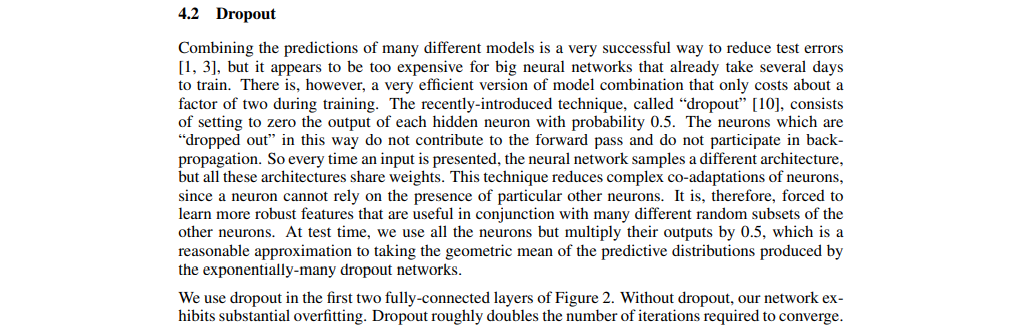 4.2 Dropout
Combining the predictions of many different models is a very successful way to reduce test errors
[1, 3], but it appears to be too expensive for big neural networks that already take several days
to train. There is, however, a very efficient version of model combination that only costs about a
factor of two during training. The recently-introduced technique, called “dropout” [10], consists
of setting to zero the output of each hidden neuron with probability 0.5. The neurons which are
“dropped out” in this way do not contribute to the forward pass and do not participate in back-
propagation. So every time an input is presented, the neural network samples a different architecture,
but all these architectures share weights. This technique reduces complex co-adaptations of neurons,
since a neuron cannot rely on the presence of particular other neurons. It is, therefore, forced to
learn more robust features that are useful in conjunction with many different random subsets of the
other neurons. At test time, we use all the neurons but multiply their outputs by 0.5, which is a
reasonable approximation to taking the geometric mean of the predictive distributions produced by
the exponentially-many dropout networks.
We use dropout in the first two fully-connected layers of Figure 2. Without dropout, our network ex-
hibits substantial overfitting. Dropout roughly doubles the number of iterations required to converge.